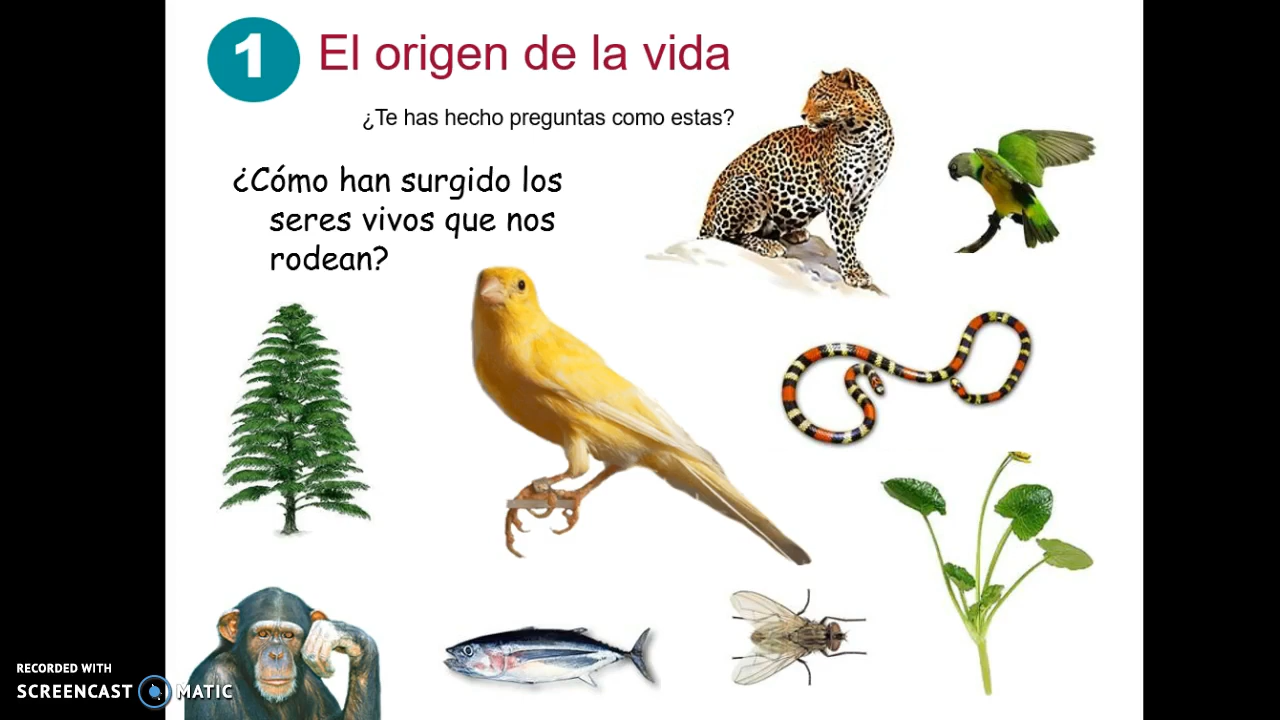 1
El origen de la vida
¿Te has hecho preguntas como estas?
¿Cómo han surgido los
seres vivos que nos
rodean?
RECORDED WITH
SCREENCAST MATIC